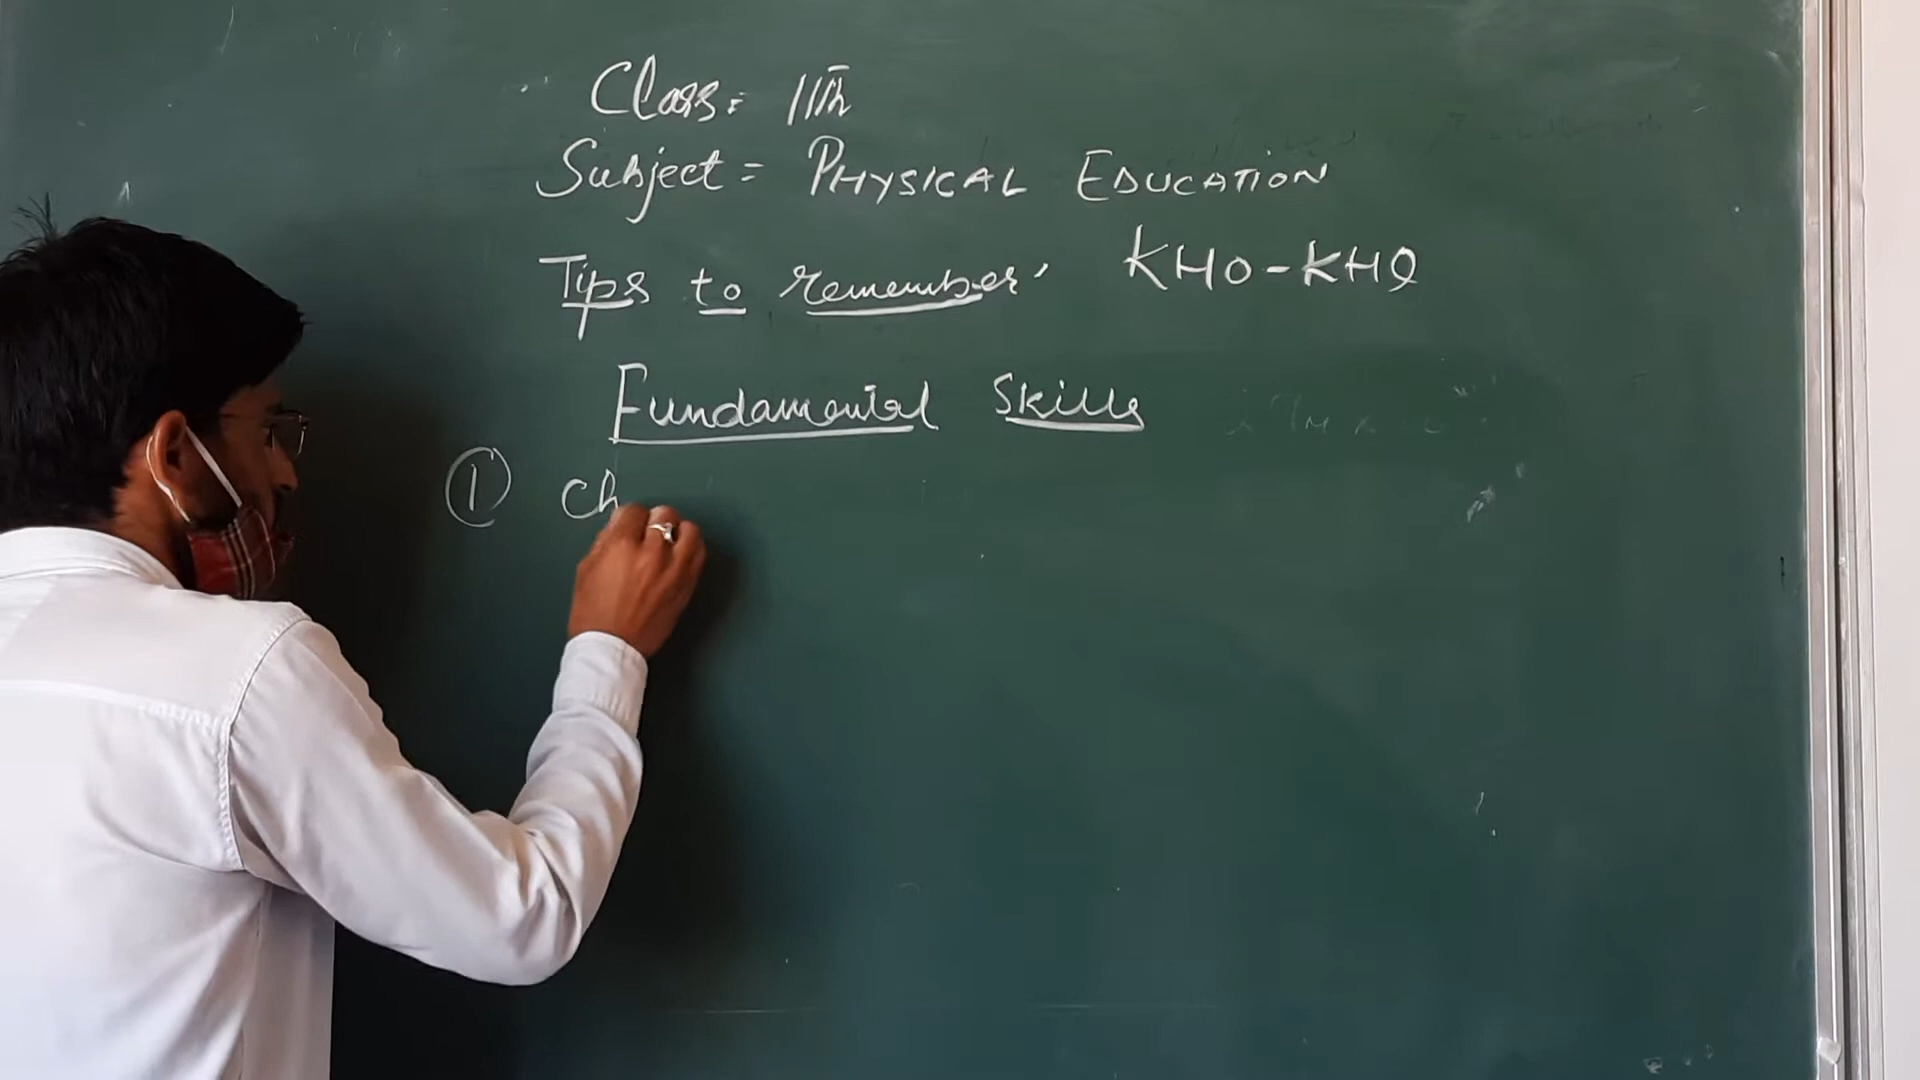 Class: 11th
Subject = PHYSICAL EDUCATION
Tips to remember' KHO-KHO
Fundamental Skills
① Ch